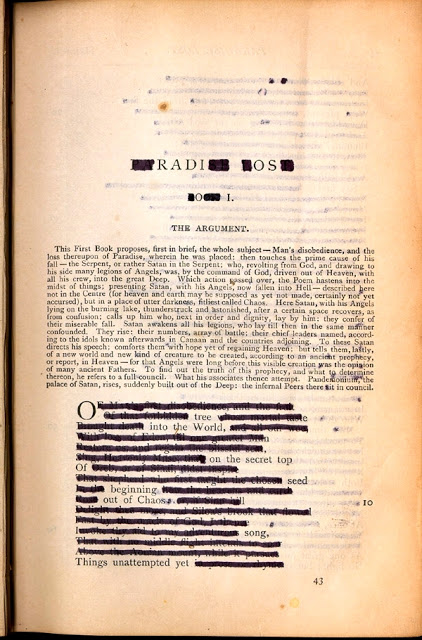 RADI OS
I.
THE ARGUMENT.
This First Book proposes, first in brief, the whole subject — Man's disobedience, and the
loss thereupon of Paradise, wherein he was placed: then touches the prime cause of his
fall — the Serpent, or rather Satan in the Serpent; who, revolting from God, and drawing to
his side many legions of Angels, was, by the command of God, driven out of Heaven, with
all his crew, into the great Deep. Which action passed over, the Poem hastens into the
midst of things; presenting Satan, with his Angels, now fallen into Hell — described here
not in the Centre (for heaven and earth may be supposed as yet not made, certainly not yet
accursed), but in a place of utter darkness, fitliest called Chaos. Here Satan, with his Angels
lying on the burning lake, thunderstruck and astonished, after a certain space recovers, as
from confusion; calls up him who, next in order and dignity, lay by him: they confer of
their miserable fall. Satan awakens all his legions, who lay till then in the same manner
confounded. They rise: their numbers, array of battle; their chief leaders named, accord-
ing to the idols known afterwards in Canaan and the countries adjoining. To these Satan
directs his speech; comforts them with hope yet of regaining Heaven; but tells them, lastly,
of a new world and new kind of creature to be created, according to an ancient prophecy,
or report, in Heaven — for that Angels were long before this visible creation was the opinion
of many ancient Fathers. To find out the truth of this prophecy, and what to determine
thereon, he refers to a full council. What his associates thence attempt. Pandemonium, the
palace of Satan, rises, suddenly built out of the Deep: the infernal Peers there sit in council.
O
tree
into the World,
Man
on the secret top
Of
seed
beginning
out of Chaos 10
song,
Things unattempted yet
43